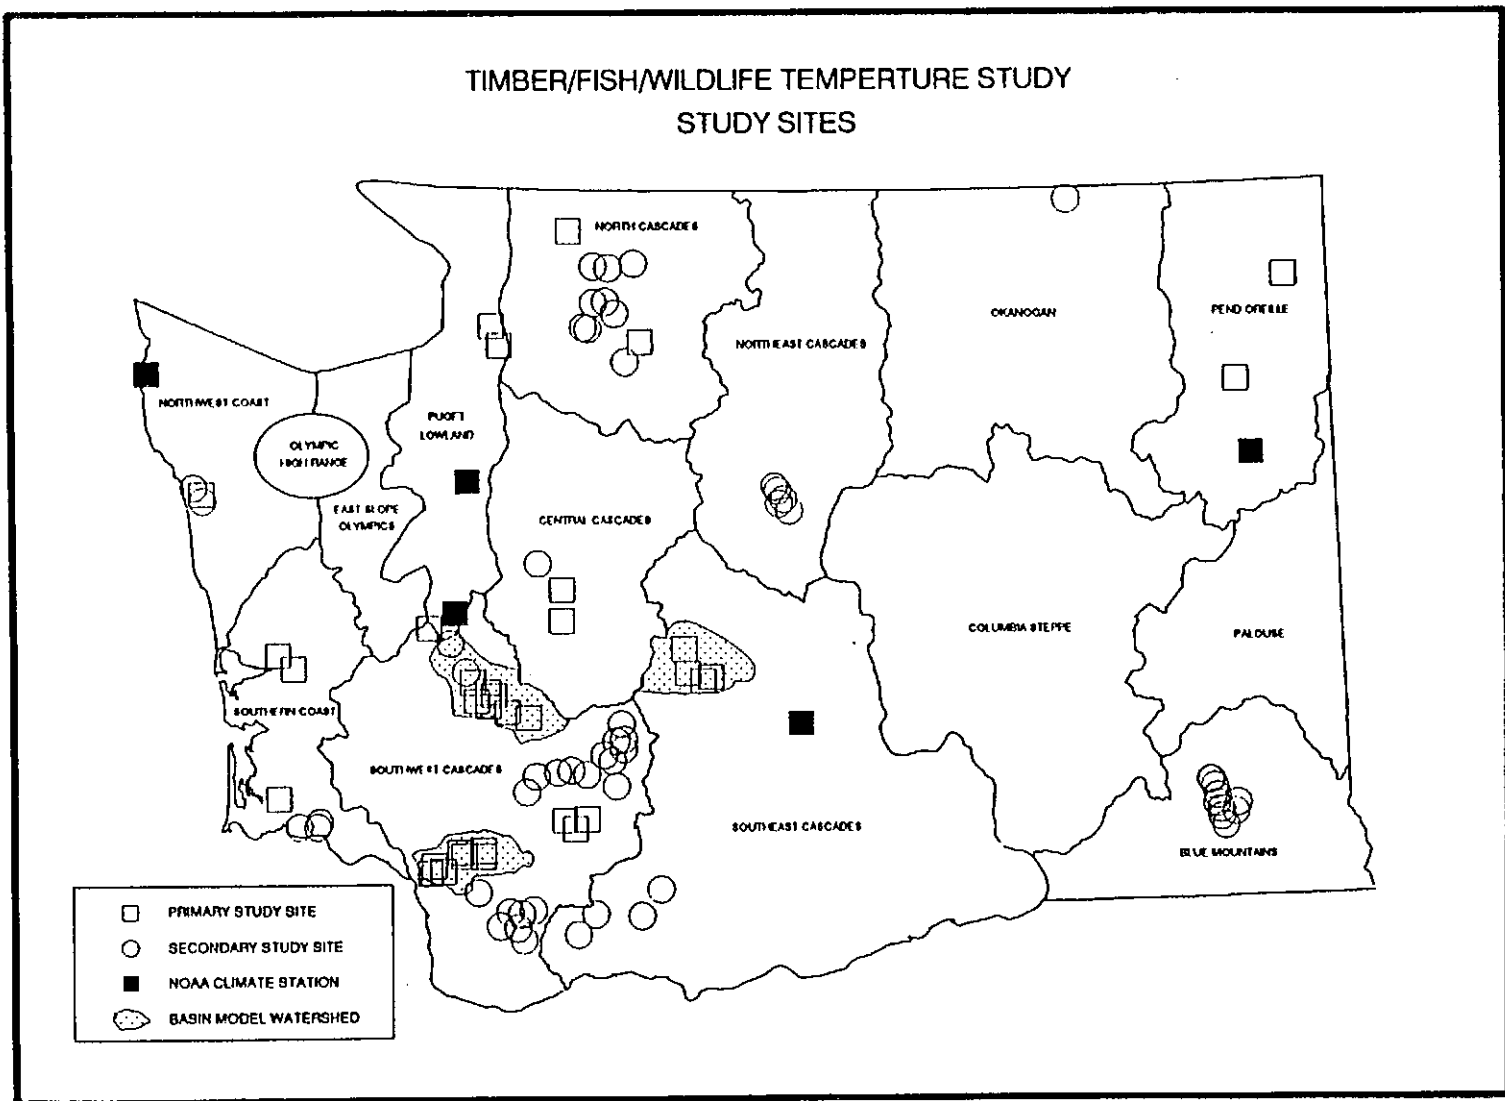 TIMBER/FISH/WILDLIFE TEMPERTURE STUDY
STUDY SITES
NORTH CASCADES
OKANOGAN
PEND OREILLE
NORTHEAST CASCADES
NORTHWEST COAST
PUGET
LOWLAND
OLYMPIC
HIGH RANGE
EAST SLOPE
OLYMPICS
CENTRAL CASCADES
COLUMBIA STEPPE
PALOUSE
SOUTHERN COAST
SOUTHWEST CASCADES
SOUTHEAST CASCADES
BLUE MOUNTAINS
PRIMARY STUDY SITE
SECONDARY STUDY SITE
NOAA CLIMATE STATION
BASIN MODEL WATERSHED